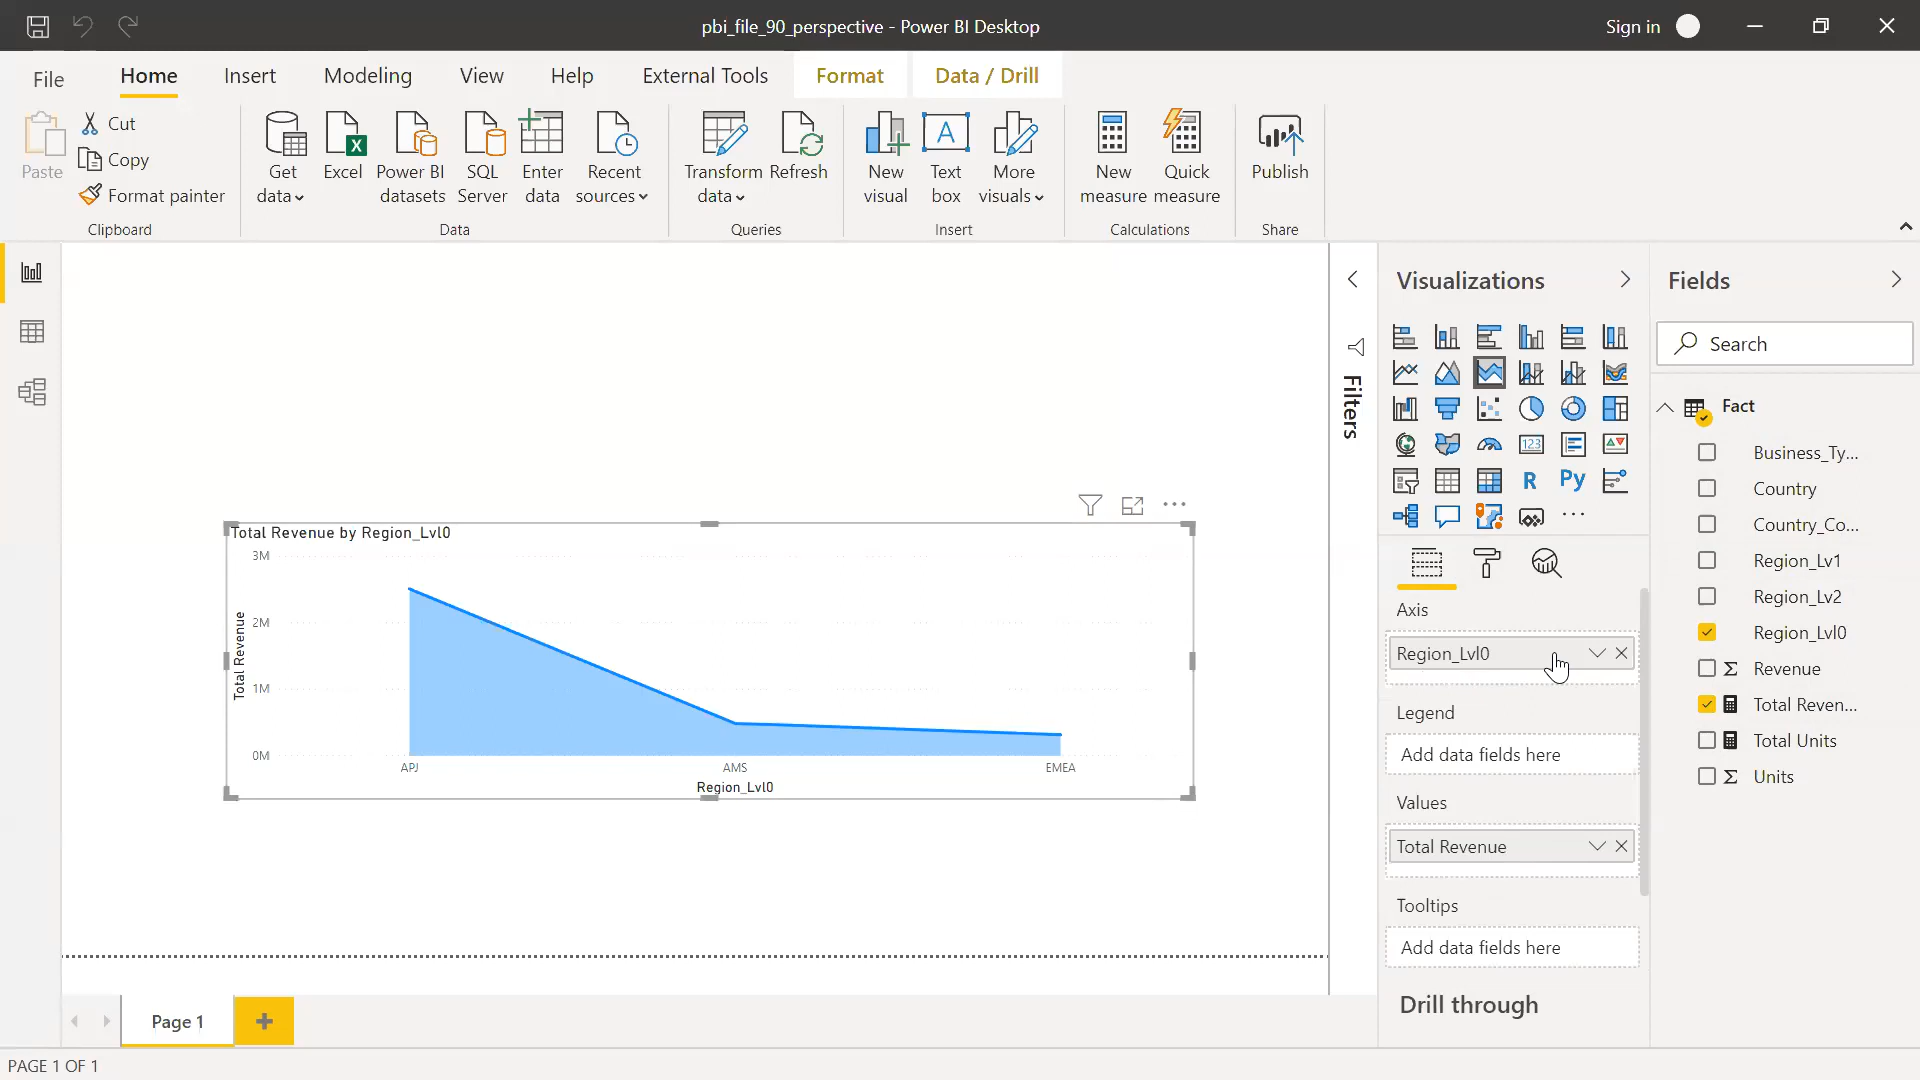 pbi_file_90_perspective - Power BI Desktop
Sign in
File
Home
Insert
Modeling
View
Help
External Tools
Format
Data / Drill
Paste
Cut
Copy
Format painter
Clipboard
Get data
Excel
Power BI datasets
SQL Server
Enter data
Recent sources
Data
Transform data
Refresh
Queries
New visual
Text box
More visuals
Insert
New measure
Quick measure
Calculations
Publish
Share
Total Revenue by Region_Lvl0
3M
2M
1M
0M
Total Revenue
APJ
AMS
EMEA
Region_Lvl0
Filters
Visualizations
123
R
Py
Axis
Region_Lvl0
Legend
Add data fields here
Values
Total Revenue
Tooltips
Add data fields here
Drill through
Fields
Search
Fact
Business_Ty...
Country
Country_Co...
Region_Lv1
Region_Lv2
Region_Lvl0
Σ Revenue
Total Reven...
Total Units
Σ Units
Page 1
PAGE 1 OF 1